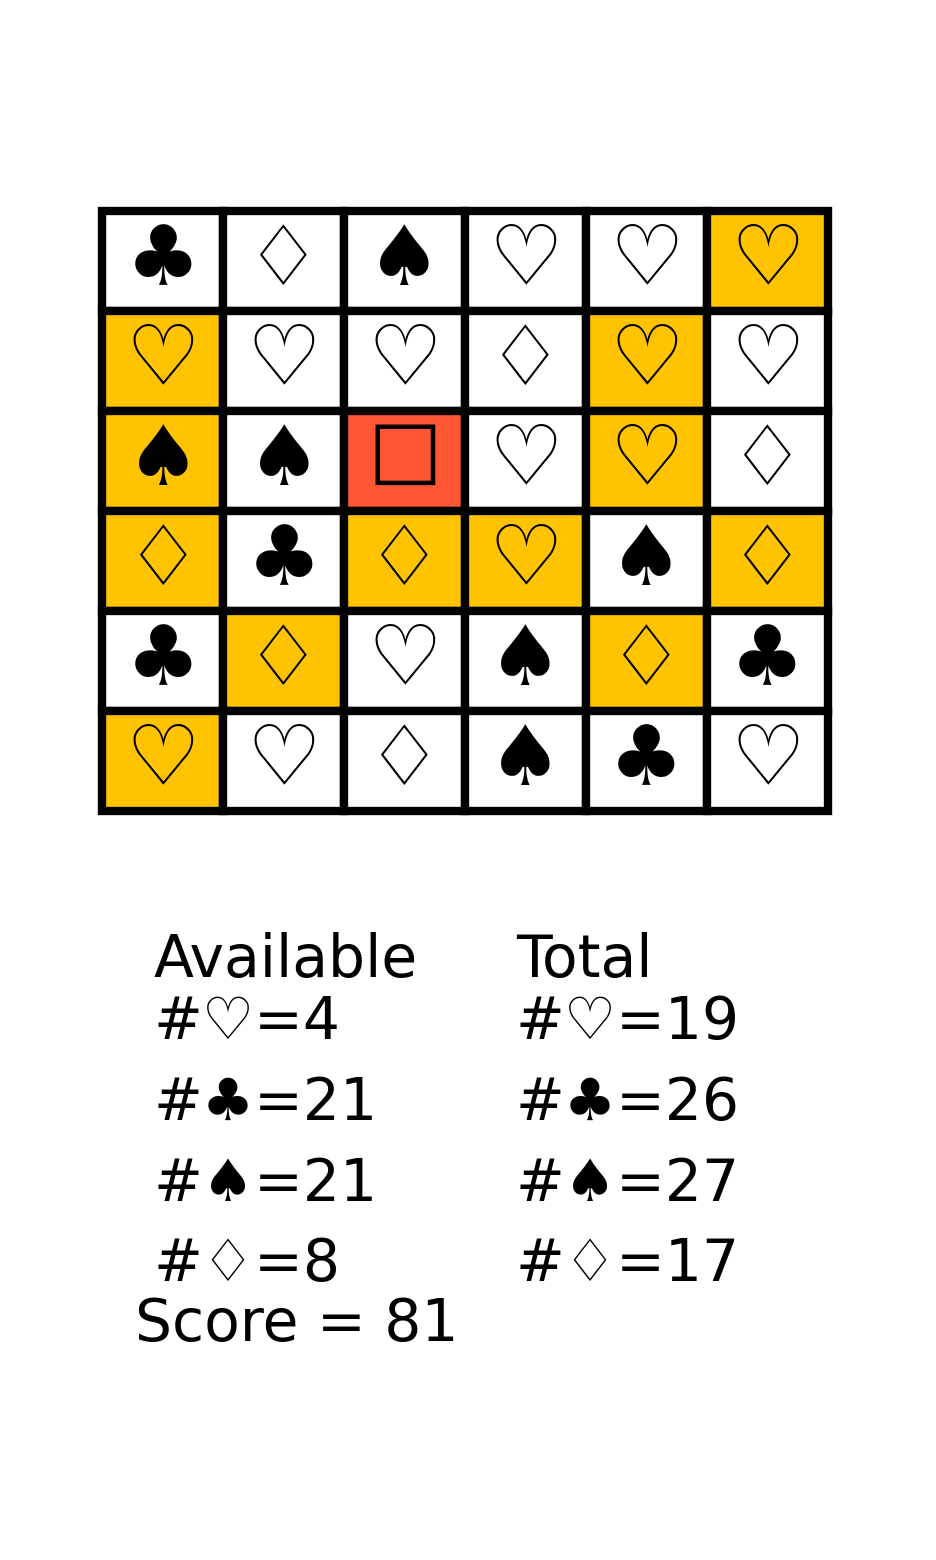 ♣ ♢ ♠ ♡ ♡ ♡
♡ ♡ ♡ ♢ ♡ ♡
♠ ♠ □ ♡ ♡ ♢
♢ ♣ ♢ ♡ ♠ ♢
♣ ♢ ♡ ♠ ♢ ♣
♡ ♡ ♢ ♠ ♣ ♡
Available Total
#♡=4 #♡=19
#♣=21 #♣=26
#♠=21 #♠=27
#♢=8 #♢=17
Score = 81